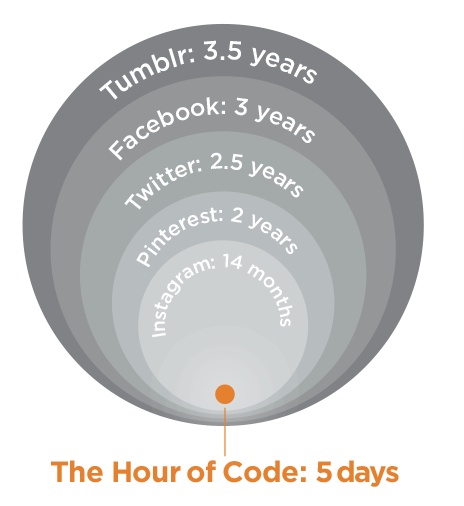 Tumblr: 3.5 years
Facebook: 3 years
Twitter: 2.5 years
Pinterest: 2 years
Instagram: 14 months
The Hour of Code: 5 days